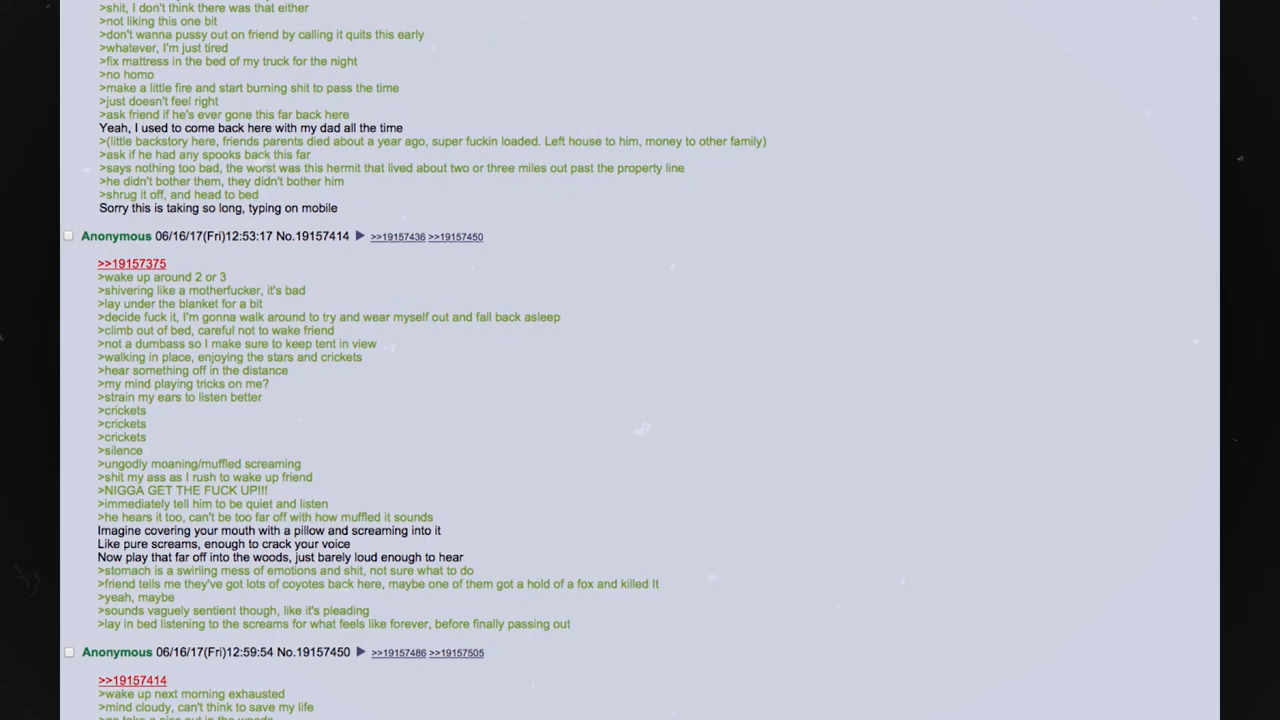 >shit, I don't think there was that either
>not liking this one bit
>don't wanna pussy out on friend by calling it quits this early
>whatever, I'm just tired
>fix mattress in the bed of my truck for the night
>no homo
>make a little fire and start burning shit to pass the time
>just doesn't feel right
>ask friend if he's ever gone this far back here
Yeah, I used to come back here with my dad all the time
>(little backstory here, friends parents died about a year ago, super fuckin loaded. Left house to him, money to other family)
>ask if he had any spooks back this far
>says nothing too bad, the worst was this hermit that lived about two or three miles out past the property line
>he didn't bother them, they didn't bother him
>shrug it off, and head to bed
Sorry this is taking so long, typing on mobile
Anonymous 06/16/17(Fri)12:53:17 No.19157414 ▶ >>19157436 >>19157450
>>19157375
>wake up around 2 or 3
>shivering like a motherfucker, it's bad
>lay under the blanket for a bit
>decide fuck it, I'm gonna walk around to try and wear myself out and fall back asleep
>climb out of bed, careful not to wake friend
>not a dumbass so I make sure to keep tent in view
>walking in place, enjoying the stars and crickets
>hear something off in the distance
>my mind playing tricks on me?
>strain my ears to listen better
>crickets
>crickets
>crickets
>silence
>ungodly moaning/muffled screaming
>shit my ass as I rush to wake up friend
>NIGGA GET THE FUCK UP!!!
>immediately tell him to be quiet and listen
>he hears it too, can't be too far off with how muffled it sounds
Imagine covering your mouth with a pillow and screaming into it
Like pure screams, enough to crack your voice
Now play that far off into the woods, just barely loud enough to hear
>stomach is a swirling mess of emotions and shit, not sure what to do
>friend tells me they've got lots of coyotes back here, maybe one of them got a hold of a fox and killed It
>yeah, maybe
>sounds vaguely sentient though, like it's pleading
>lay in bed listening to the screams for what feels like forever, before finally passing out
Anonymous 06/16/17(Fri)12:59:54 No.19157450 ▶ >>19157486 >>19157505
>>19157414
>wake up next morning exhausted
>mind cloudy, can't think to save my life
>go take a piss out in the woods